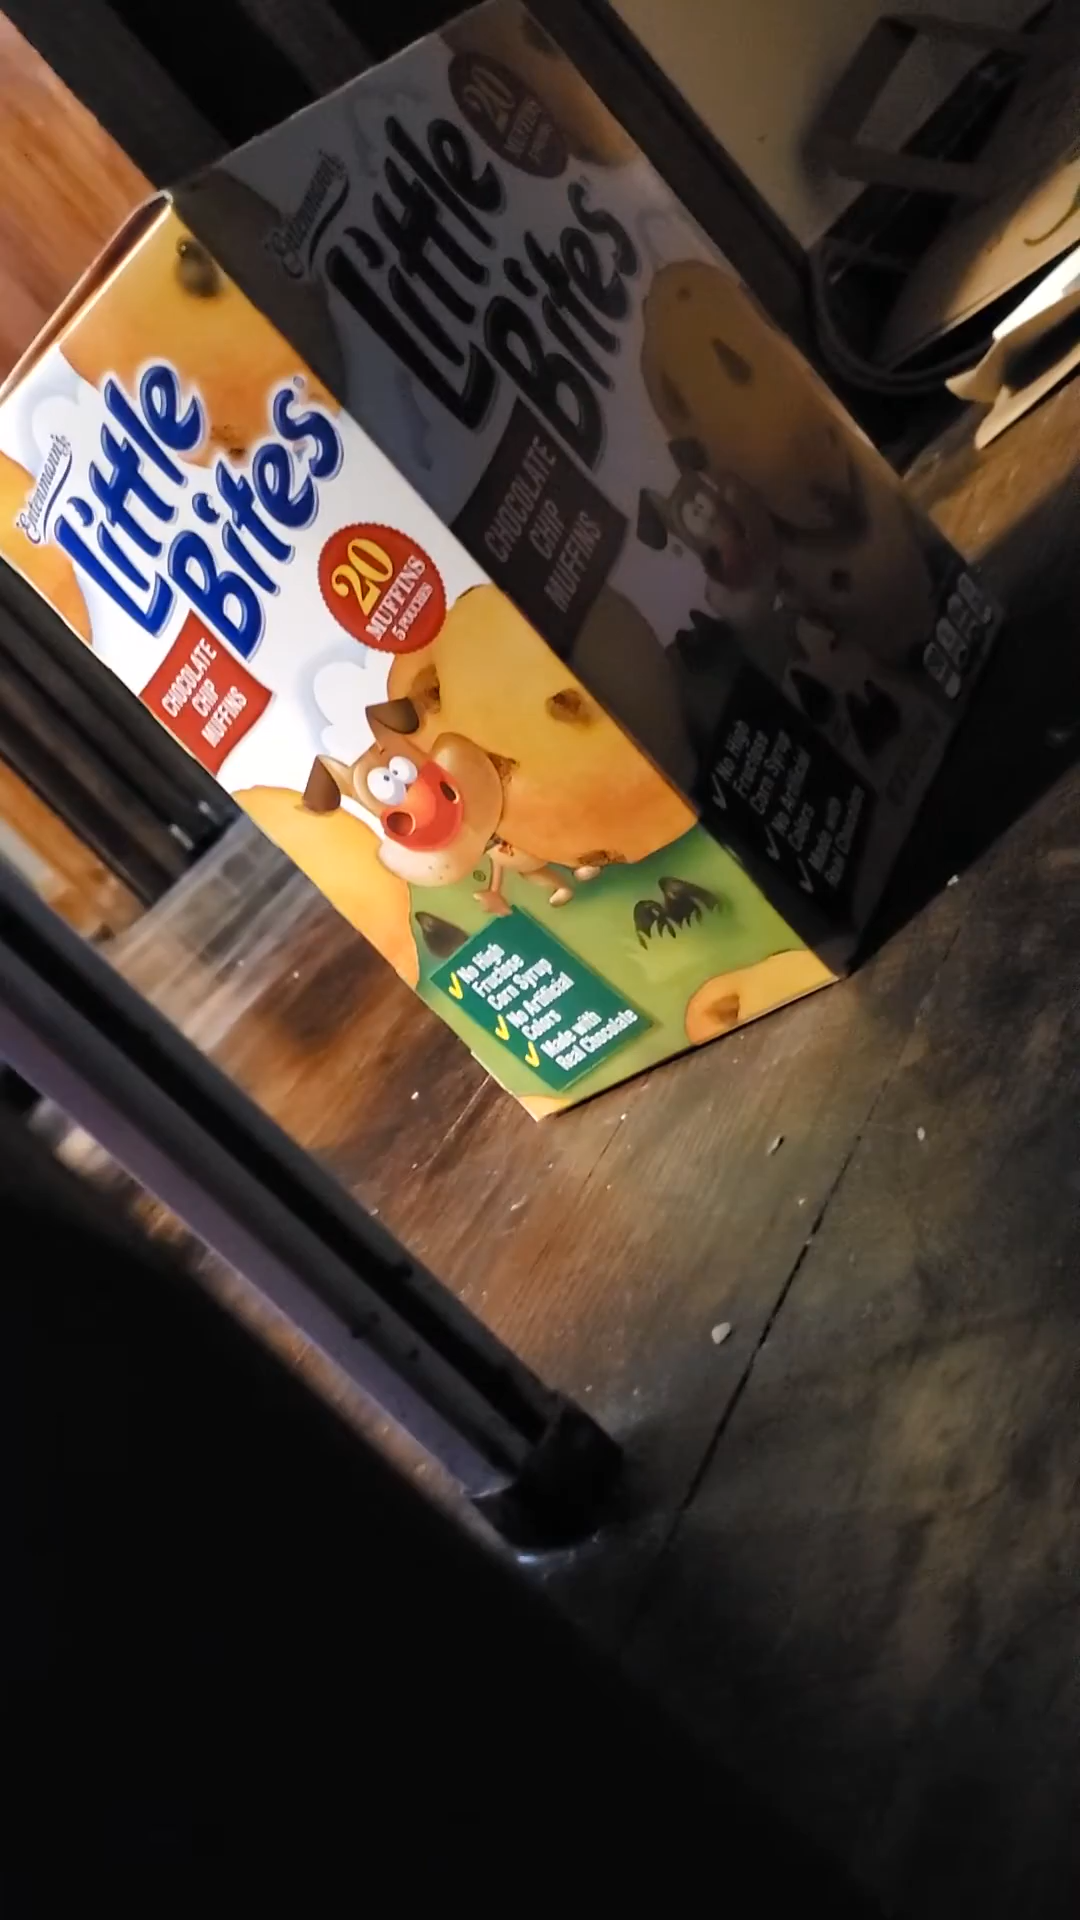 Entenmann's
Little
Bites
20
MUFFINS
5 POUCHES
CHOCOLATE
CHIP
MUFFINS
✓ No High
Fructose
Corn Syrup
✓ No Artificial
Colors
✓ Made with
Real Chocolate
Entenmann's
Little
Bites
20
MUFFINS
CHOCOLATE
CHIP
MUFFINS
✓ No High
Fructose
Corn Syrup
✓ No Artificial
Colors
✓ Made with
Real Chocolate